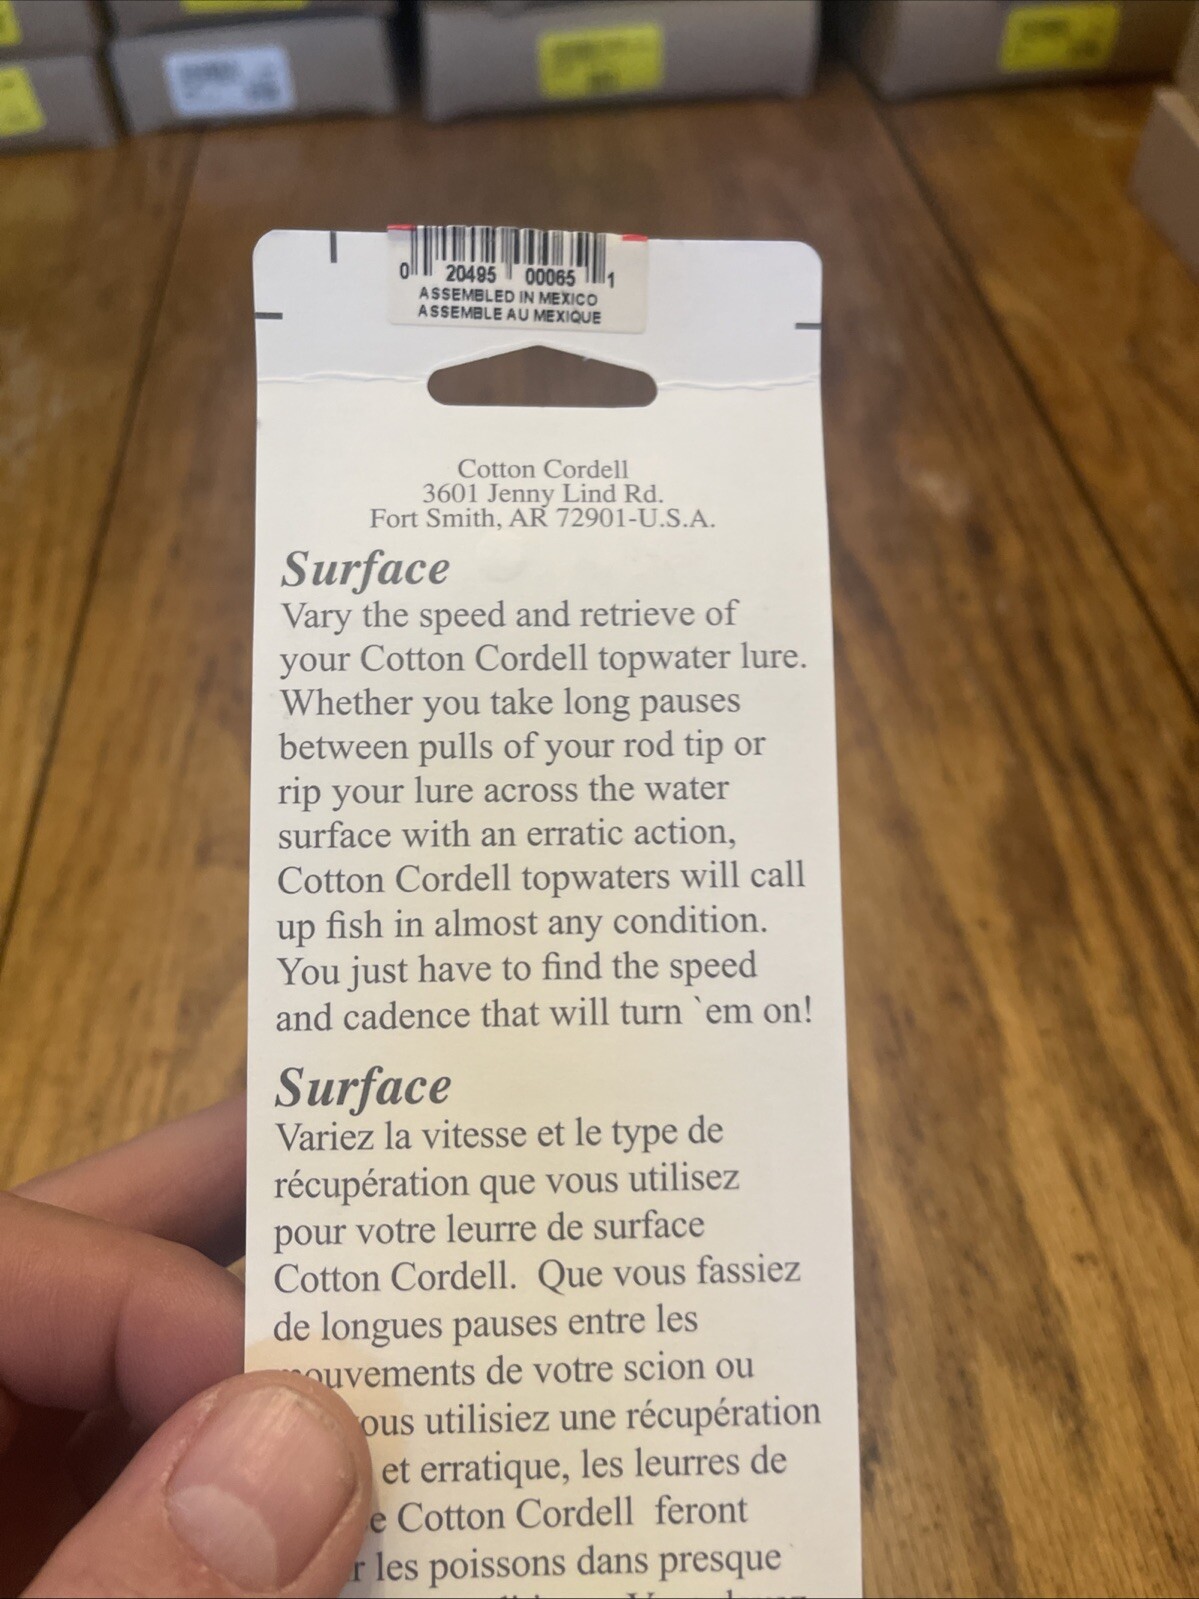 0 20495 00065 1
ASSEMBLED IN MEXICO
ASSEMBLE AU MEXIQUE
Cotton Cordell
3601 Jenny Lind Rd.
Fort Smith, AR 72901-U.S.A.
Surface
Vary the speed and retrieve of
your Cotton Cordell topwater lure.
Whether you take long pauses
between pulls of your rod tip or
rip your lure across the water
surface with an erratic action,
Cotton Cordell topwaters will call
up fish in almost any condition.
You just have to find the speed
and cadence that will turn `em on!
Surface
Variez la vitesse et le type de
récupération que vous utilisez
pour votre leurre de surface
Cotton Cordell. Que vous fassiez
de longues pauses entre les
mouvements de votre scion ou
utilisiez une récupération
et erratique, les leurres de
Cotton Cordell feront
les poissons dans presque